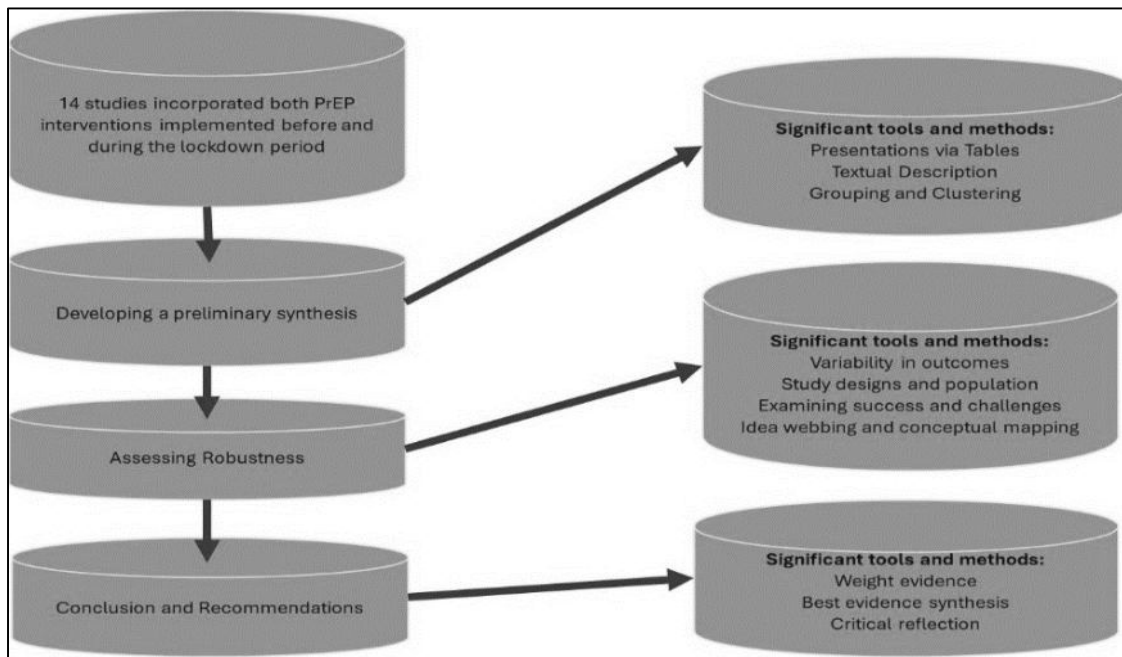 14 studies incorporated both PrEP
interventions implemented before and
during the lockdown period
Developing a preliminary synthesis
Assessing Robustness
Conclusion and Recommendations
Significant tools and methods:
Presentations via Tables
Textual Description
Grouping and Clustering
Significant tools and methods:
Variability in outcomes
Study designs and population
Examining success and challenges
Idea webbing and conceptual mapping
Significant tools and methods:
Weight evidence
Best evidence synthesis
Critical reflection